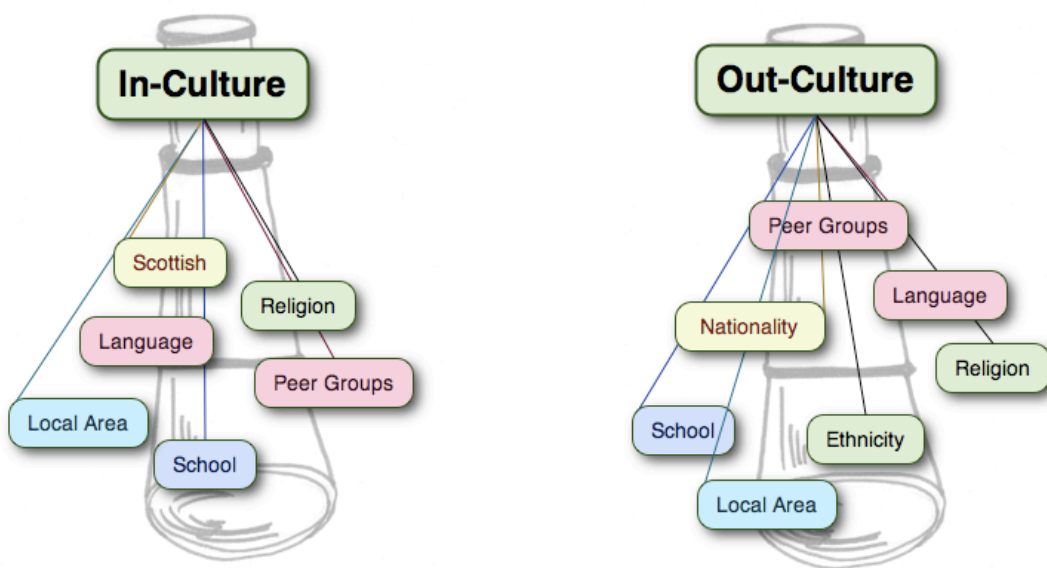 In-Culture
Scottish
Religion
Language
Peer Groups
Local Area
School
Out-Culture
Peer Groups
Language
Nationality
Religion
School
Ethnicity
Local Area